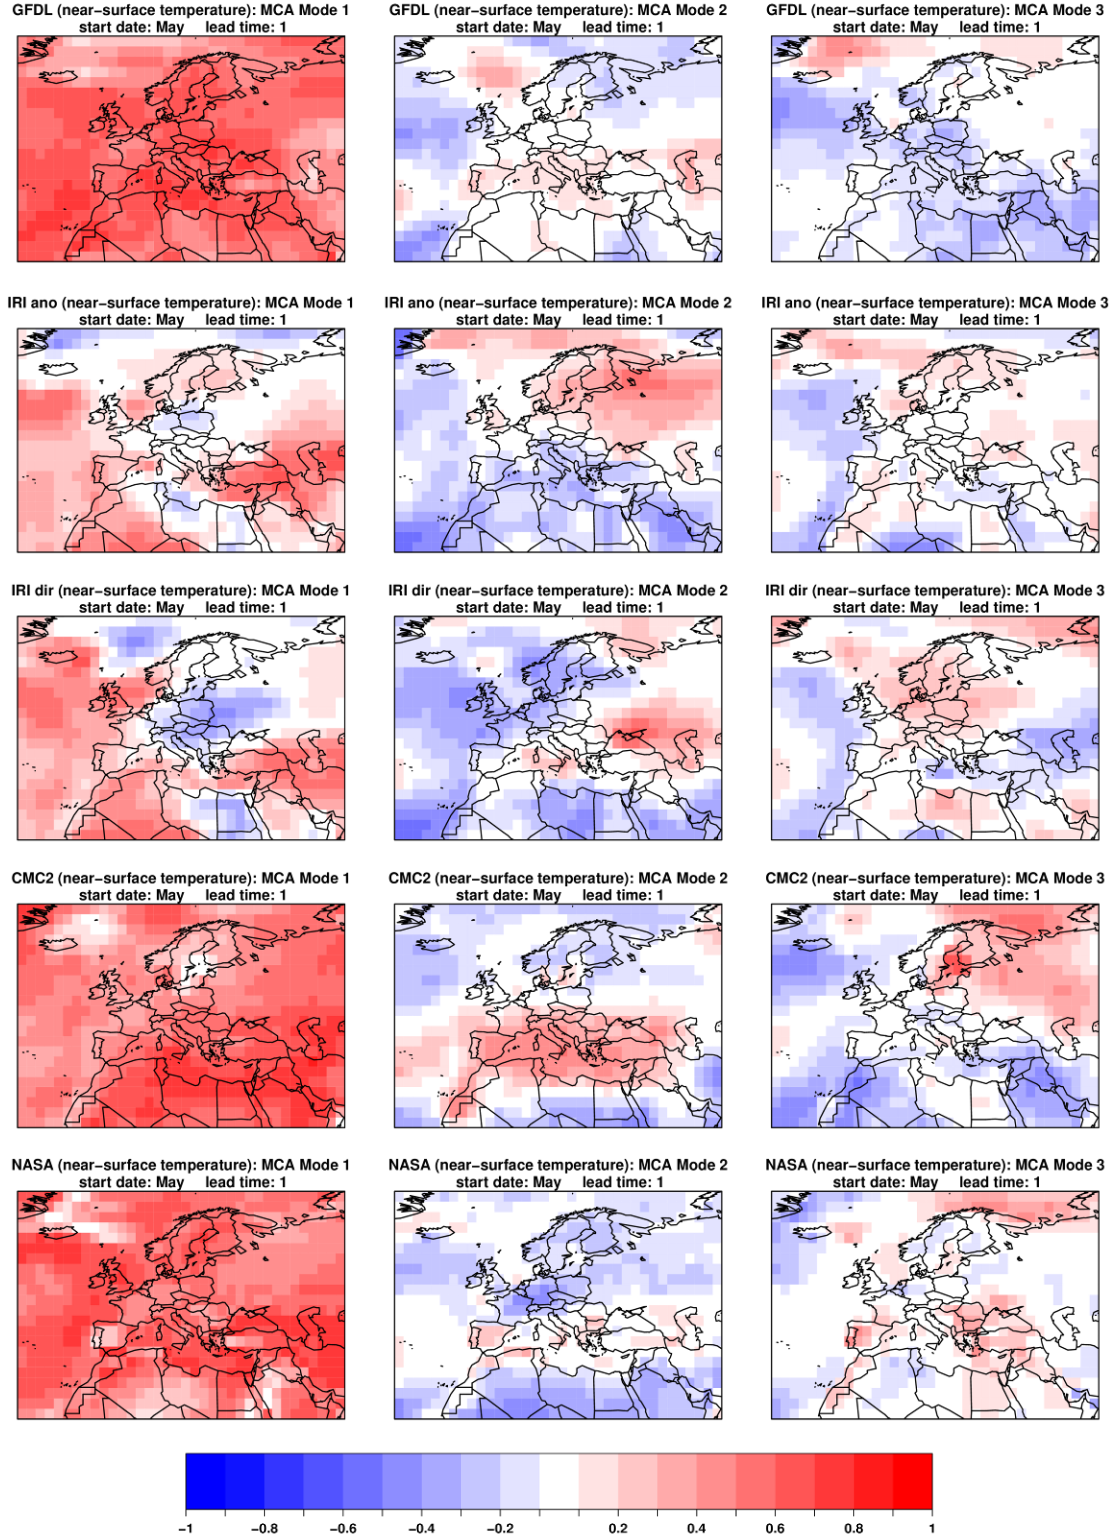 GFDL (near−surface temperature): MCA Mode 1
start date: May lead time: 1
GFDL (near−surface temperature): MCA Mode 2
start date: May lead time: 1
GFDL (near−surface temperature): MCA Mode 3
start date: May lead time: 1
IRI ano (near−surface temperature): MCA Mode 1
start date: May lead time: 1
IRI ano (near−surface temperature): MCA Mode 2
start date: May lead time: 1
IRI ano (near−surface temperature): MCA Mode 3
start date: May lead time: 1
IRI dir (near−surface temperature): MCA Mode 1
start date: May lead time: 1
IRI dir (near−surface temperature): MCA Mode 2
start date: May lead time: 1
IRI dir (near−surface temperature): MCA Mode 3
start date: May lead time: 1
CMC2 (near−surface temperature): MCA Mode 1
start date: May lead time: 1
CMC2 (near−surface temperature): MCA Mode 2
start date: May lead time: 1
CMC2 (near−surface temperature): MCA Mode 3
start date: May lead time: 1
NASA (near−surface temperature): MCA Mode 1
start date: May lead time: 1
NASA (near−surface temperature): MCA Mode 2
start date: May lead time: 1
NASA (near−surface temperature): MCA Mode 3
start date: May lead time: 1
−1 −0.8 −0.6 −0.4 −0.2 0.2 0.4 0.6 0.8 1